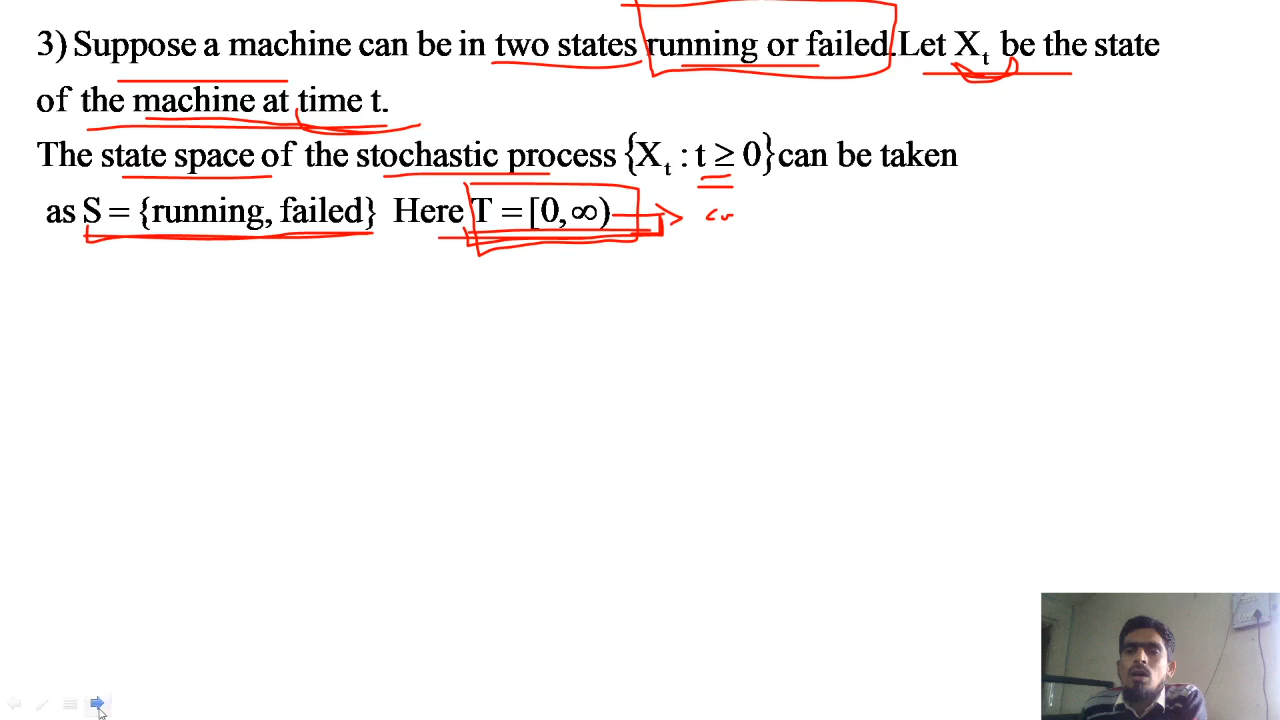 3) Suppose a machine can be in two states running or failed. Let Xₜ be the state
of the machine at time t.
The state space of the stochastic process {Xₜ : t ≥ 0} can be taken
as S = {running, failed} Here T = [0, ∞)